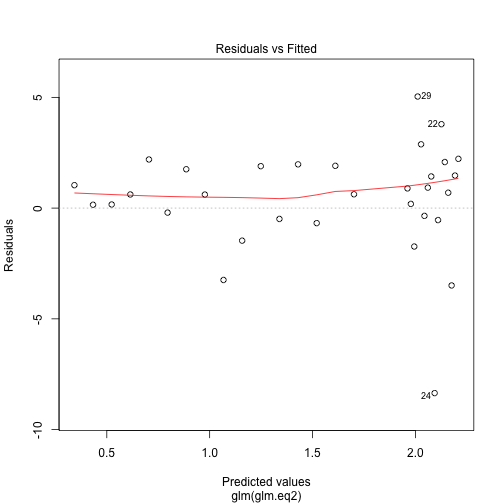 Residuals vs Fitted
5
0
-5
-10
Residuals
29
22
24
0.5 1.0 1.5 2.0
Predicted values
glm(glm.eq2)